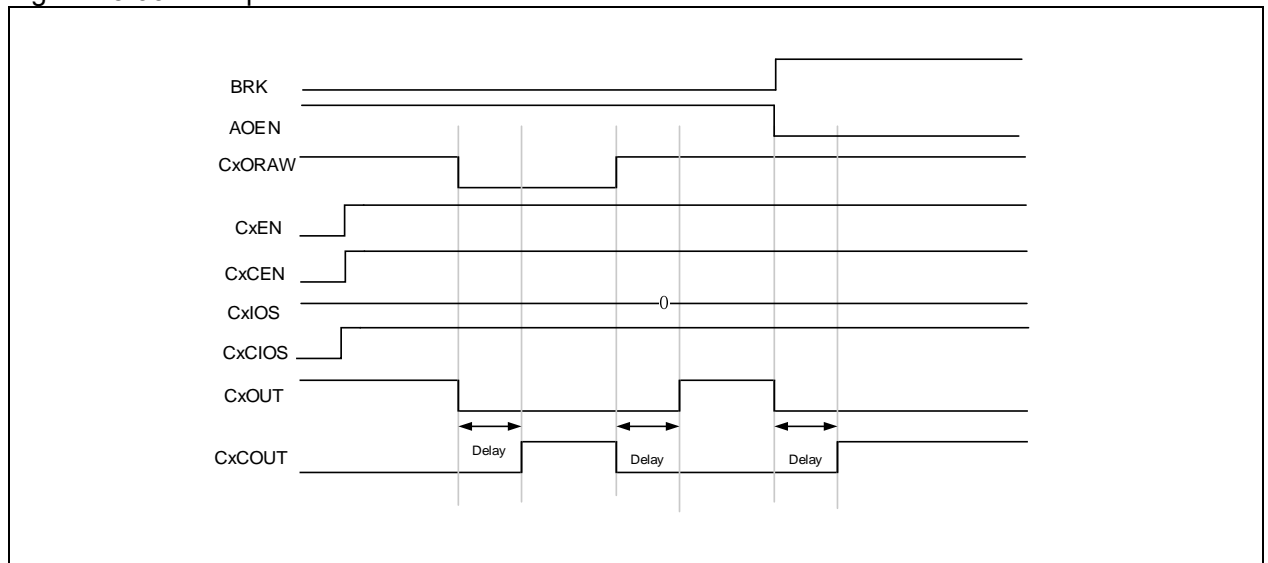 BRK
AOEN
CxORAW
CxEN
CxCEN
CxIOS
0
CxCIOS
CxOUT
CxCOUT
Delay
Delay
Delay